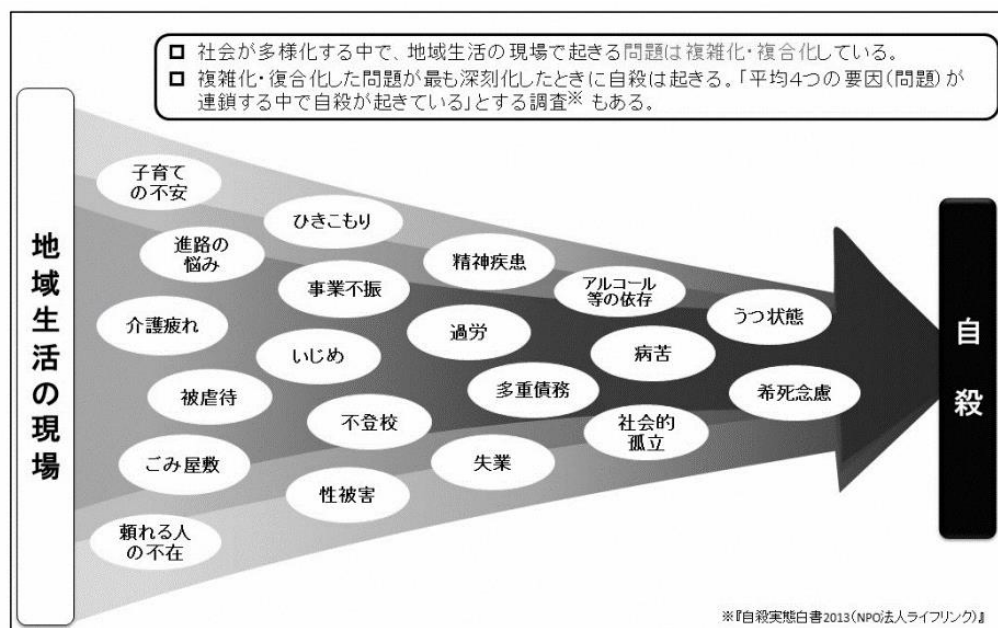 □ 社会が多様化する中で、地域生活の現場で起きる問題は複雑化・複合化している。
□ 複雑化・復合化した問題が最も深刻化したときに自殺は起きる。「平均4つの要因(問題)が
連鎖する中で自殺が起きている」とする調査※ もある。
地域生活の現場
子育て
の不安
進路の
悩み
介護疲れ
被虐待
ごみ屋敷
頼れる人
の不在
ひきこもり
事業不振
いじめ
不登校
性被害
精神疾患
過労
多重債務
失業
アルコール
等の依存
病苦
社会的
孤立
うつ状態
希死念慮
自殺
※『自殺実態白書2013(NPO法人ライフリンク)』